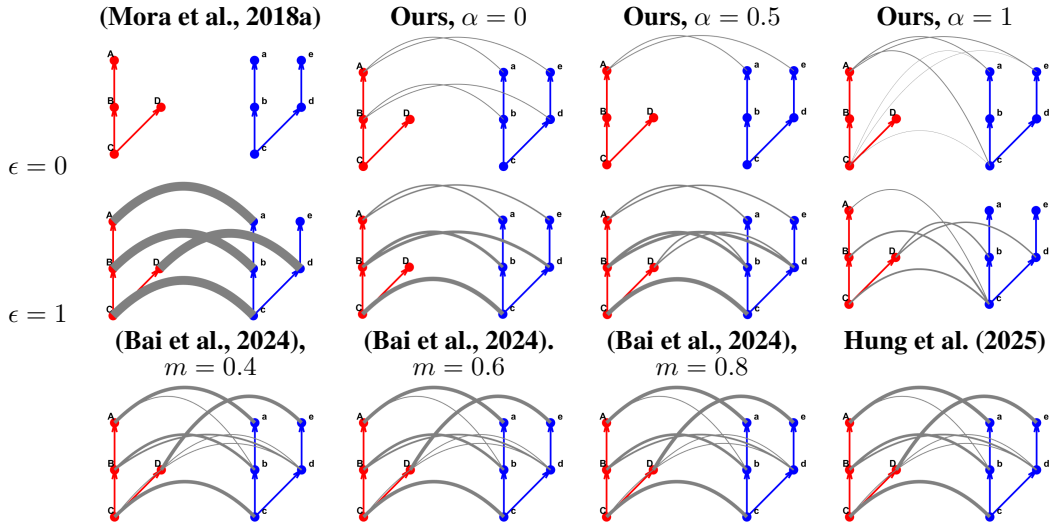 (Mora et al., 2018a) Ours, α = 0 Ours, α = 0.5 Ours, α = 1
A a e A a e A a e A a e
B D b d B D b d B D b d B D b d
C c C c C c C c
ϵ = 0
A a e A a e A a e A a e
B D b d B D b d B D b d B D b d
C c C c C c C c
ϵ = 1
(Bai et al., 2024), (Bai et al., 2024). (Bai et al., 2024), Hung et al. (2025)
m = 0.4 m = 0.6 m = 0.8
A a e A a e A a e A a e
B D b d B D b d B D b d B D b d
C c C c C c C c